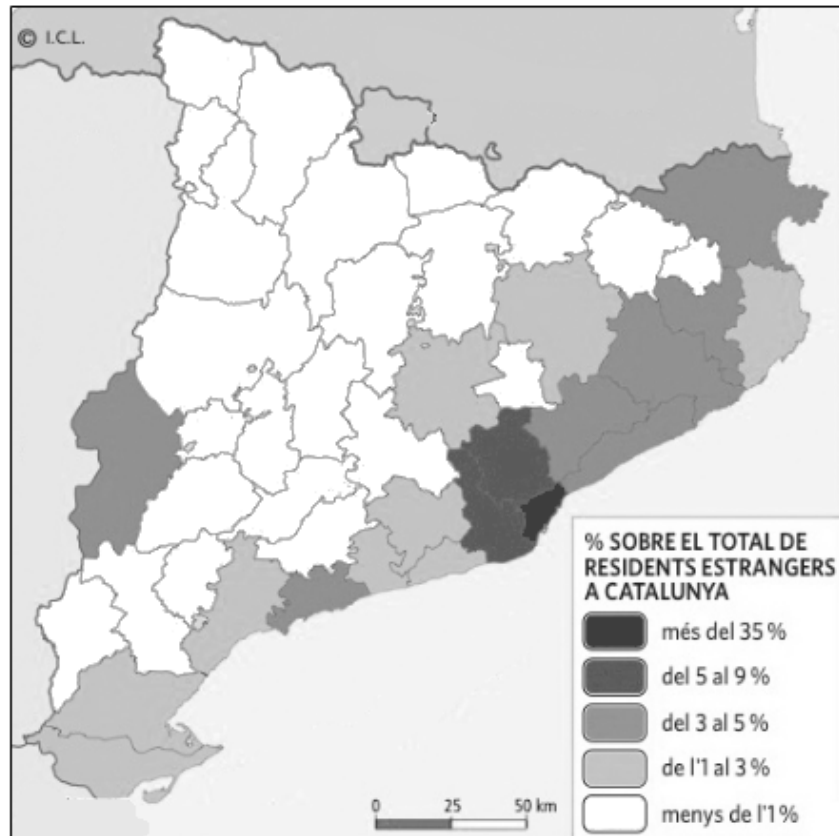 © I.C.L.
% SOBRE EL TOTAL DE
RESIDENTS ESTRANGERS
A CATALUNYA
més del 35 %
del 5 al 9 %
del 3 al 5 %
de l'1 al 3 %
menys de l'1 %
0 25 50 km